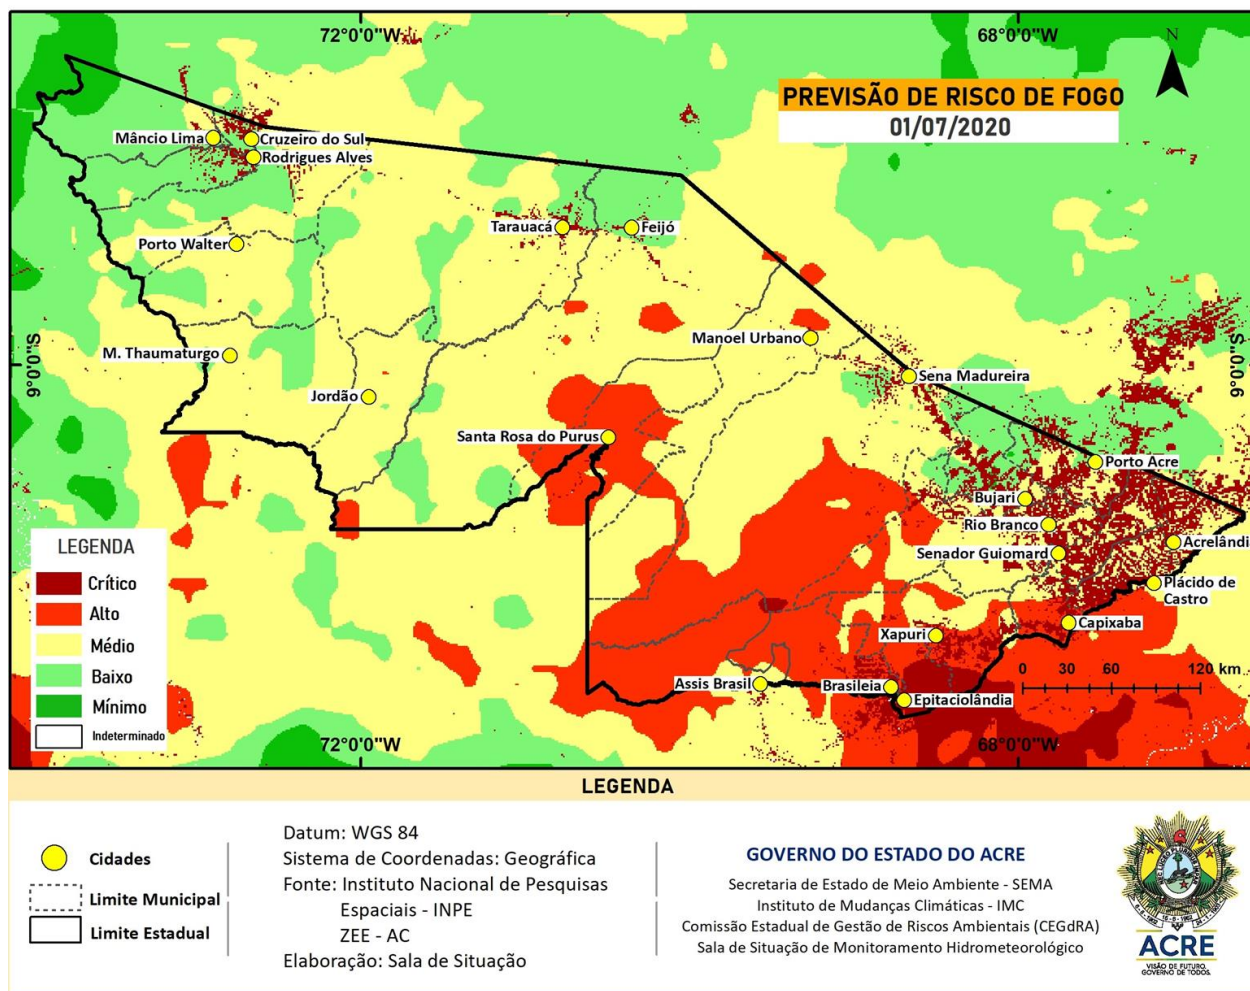 72°0'0"W
68°0'0"W
N
PREVISÃO DE RISCO DE FOGO
01/07/2020
Mâncio Lima
Cruzeiro do Sul
Rodrigues Alves
Tarauacá
Feijó
Porto Walter
9°0'0"S
9°0'0"S
Manoel Urbano
M. Thaumaturgo
Sena Madureira
Jordão
Santa Rosa do Purus
Porto Acre
Bujari
Rio Branco
Acrelândi
Senador Guiomard
Plácido de
Castro
Capixaba
Xapuri
0 30 60 120 km
Assis Brasil
Brasileia
Epitaciolândia
72°0'0"W
68°0'0"W
LEGENDA
Crítico
Alto
Médio
Baixo
Mínimo
Indeterminado
LEGENDA
Cidades
Limite Municipal
Limite Estadual
Datum: WGS 84
Sistema de Coordenadas: Geográfica
Fonte: Instituto Nacional de Pesquisas
Espaciais - INPE
ZEE - AC
Elaboração: Sala de Situação
GOVERNO DO ESTADO DO ACRE
Secretaria de Estado de Meio Ambiente - SEMA
Instituto de Mudanças Climáticas - IMC
Comissão Estadual de Gestão de Riscos Ambientais (CEGdRA)
Sala de Situação de Monitoramento Hidrometeorológico
ACRE
VISÃO DE FUTURO.
GOVERNO DE TODOS.